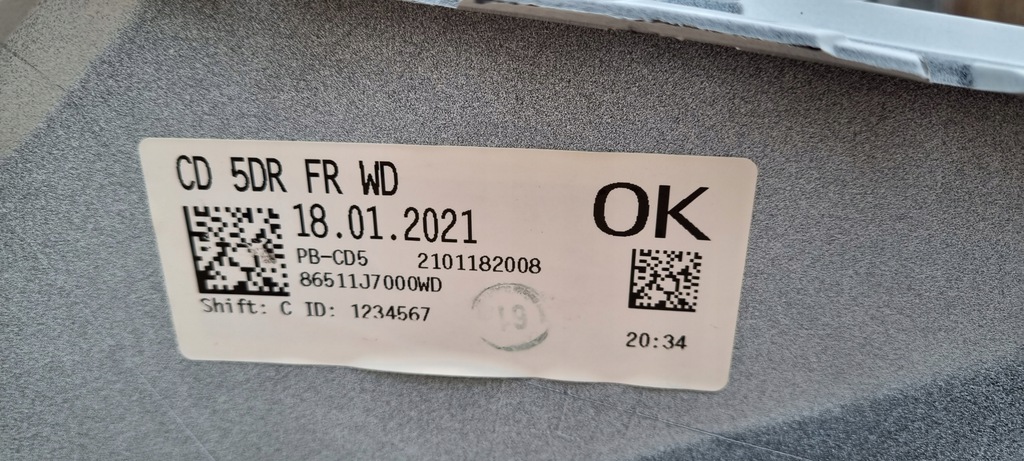 CD 5DR FR WD
OK
18.01.2021
PB-CD5 2101182008
86511J7000WD
Shift: C ID: 1234567
20:34